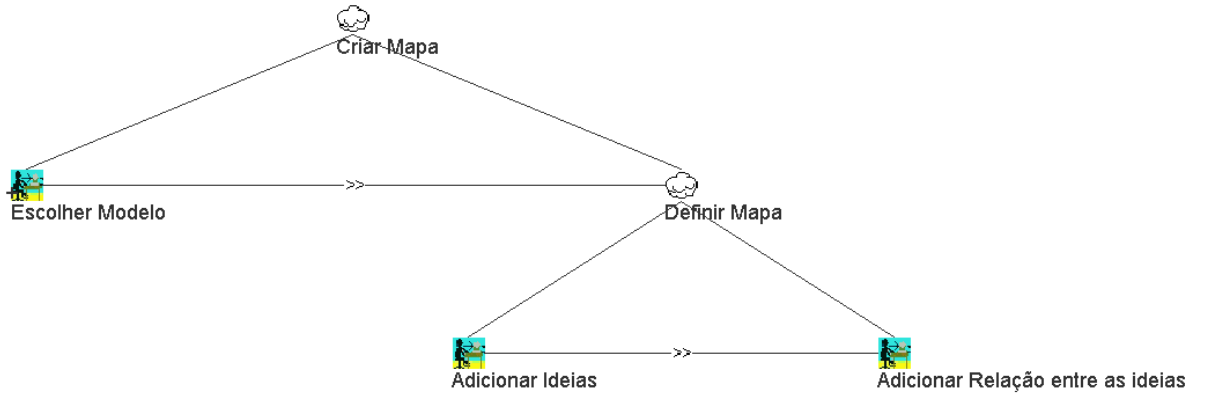 Criar Mapa
>>
Escolher Modelo
Definir Mapa
>>
Adicionar Ideias
Adicionar Relação entre as ideias